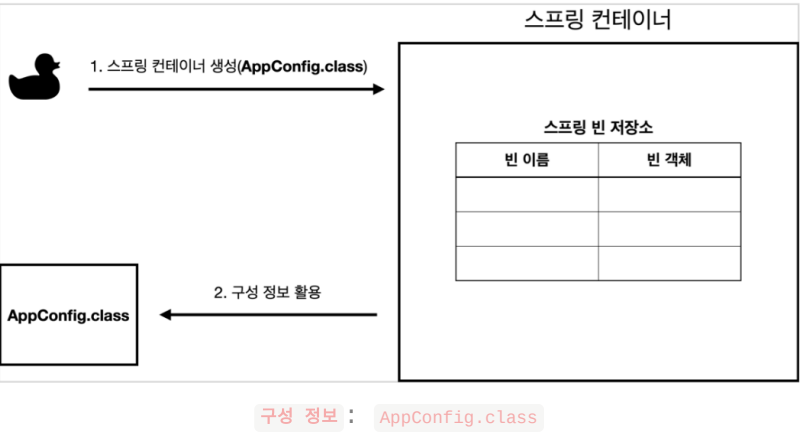 스프링 컨테이너
1. 스프링 컨테이너 생성(AppConfig.class)
스프링 빈 저장소
빈 이름 빈 객체
2. 구성 정보 활용
AppConfig.class
구성 정보 : AppConfig.class